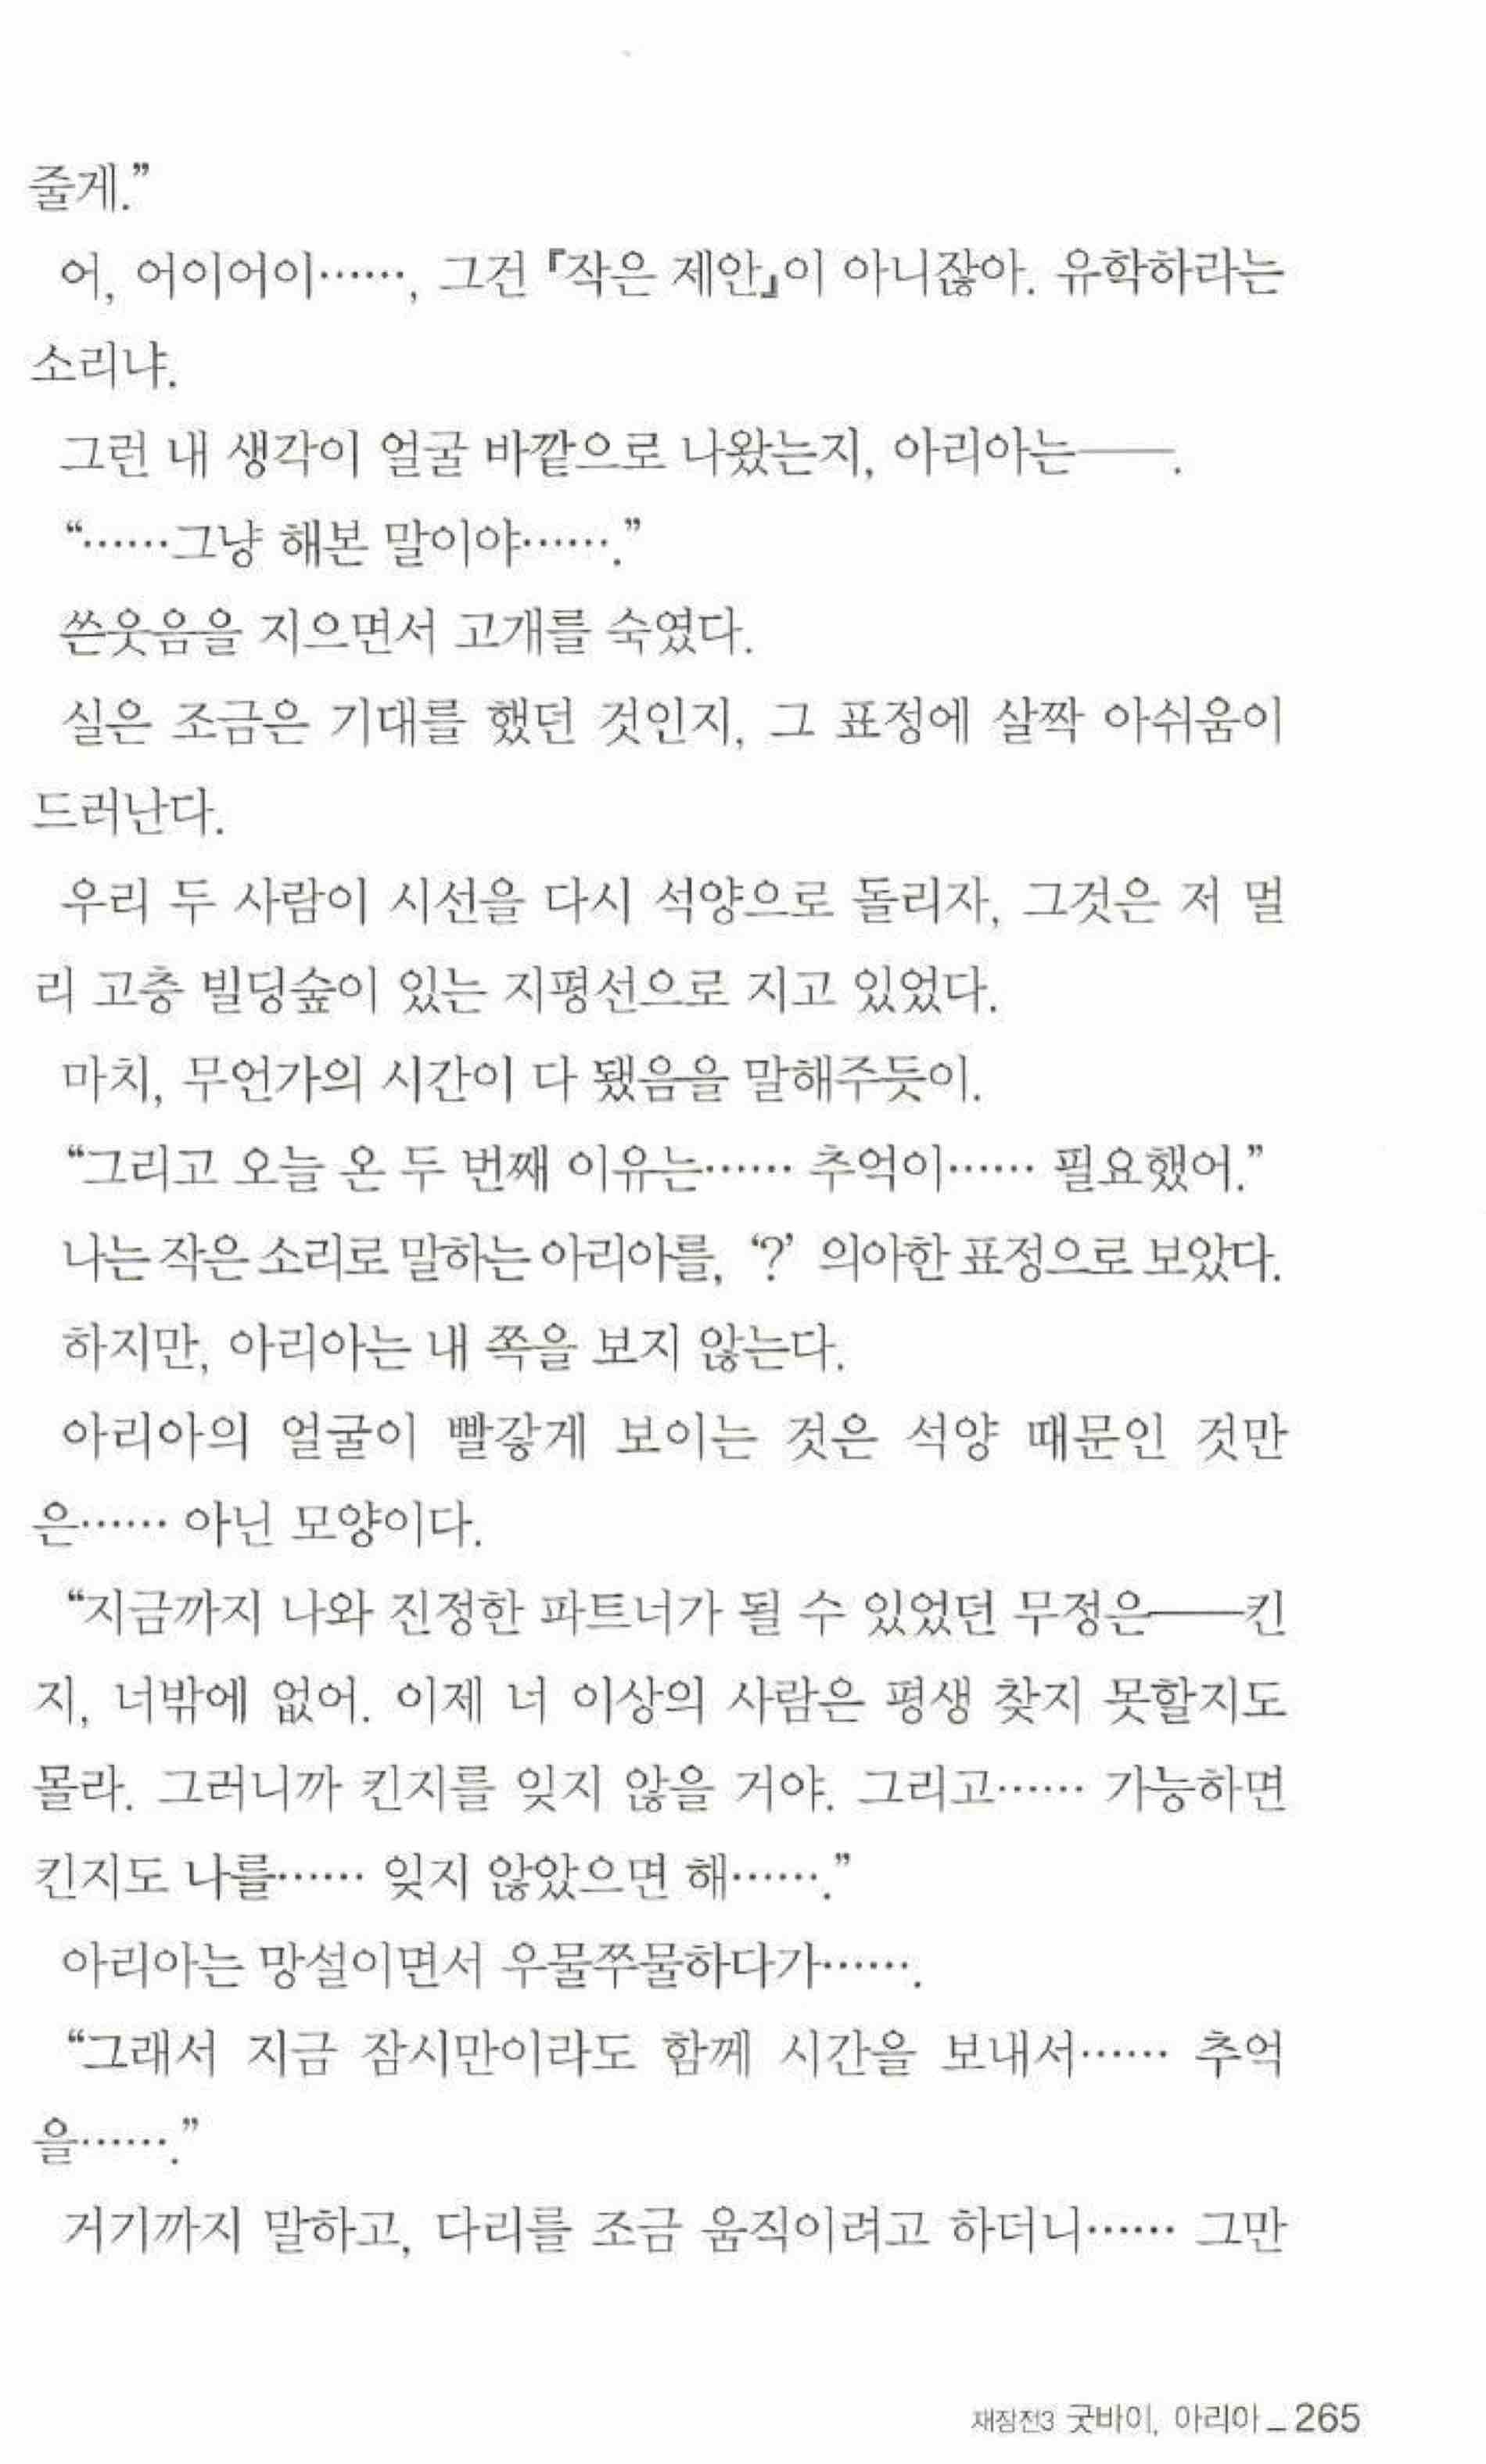 줄게.”
어, 어이어이……, 그건 『작은 제안』이 아니잖아. 유학하라는
소리냐.
그런 내 생각이 얼굴 바깥으로 나왔는지, 아리아는――.
“……그냥 해본 말이야…….”
쓴웃음을 지으면서 고개를 숙였다.
실은 조금은 기대를 했던 것인지, 그 표정에 살짝 아쉬움이
드러난다.
우리 두 사람이 시선을 다시 석양으로 돌리자, 그것은 저 멀
리 고층 빌딩숲이 있는 지평선으로 지고 있었다.
마치, 무언가의 시간이 다 됐음을 말해주듯이.
“그리고 오늘 온 두 번째 이유는…… 추억이…… 필요했어.”
나는 작은 소리로 말하는 아리아를, ‘?’ 의아한 표정으로 보았다.
하지만, 아리아는 내 쪽을 보지 않는다.
아리아의 얼굴이 빨갛게 보이는 것은 석양 때문인 것만
은…… 아닌 모양이다.
“지금까지 나와 진정한 파트너가 될 수 있었던 무정은――킨
지, 너밖에 없어. 이제 너 이상의 사람은 평생 찾지 못할지도
몰라. 그러니까 킨지를 잊지 않을 거야. 그리고…… 가능하면
킨지도 나를…… 잊지 않았으면 해…….”
아리아는 망설이면서 우물쭈물하다가…….
“그래서 지금 잠시만이라도 함께 시간을 보내서…… 추억
을…….”
거기까지 말하고, 다리를 조금 움직이려고 하더니…… 그만
재장전3 굿바이, 아리아 _ 265